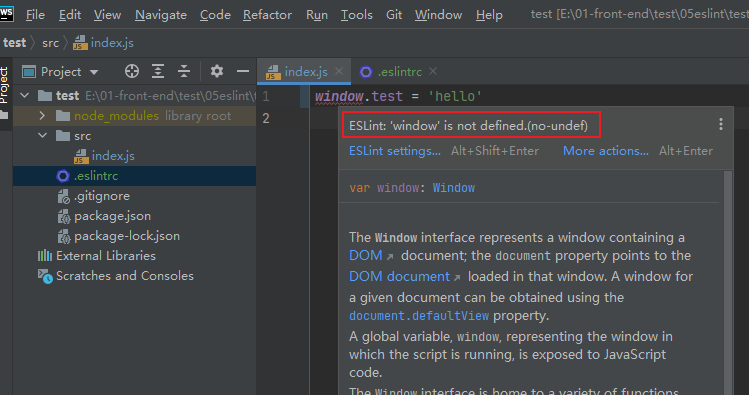 WS File Edit View Navigate Code Refactor Run Tools Git Window Help test [E:\01-front-end\test\05eslint
test src index.js
Project
Project index.js .eslintrc
test E:\01-front-end\test\05eslint\t
node_modules library root
src
index.js
.eslintrc
.gitignore
package.json
package-lock.json
External Libraries
Scratches and Consoles
1 window.test = 'hello'
2
ESLint: 'window' is not defined.(no-undef)
ESLint settings... Alt+Shift+Enter More actions... Alt+Enter
var window: Window
The Window interface represents a window containing a
DOM document; the document property points to the
DOM document loaded in that window. A window for
a given document can be obtained using the
document.defaultView property.
A global variable, window, representing the window in
which the script is running, is exposed to JavaScript
code.
The Window interface is home to a variety of functions,